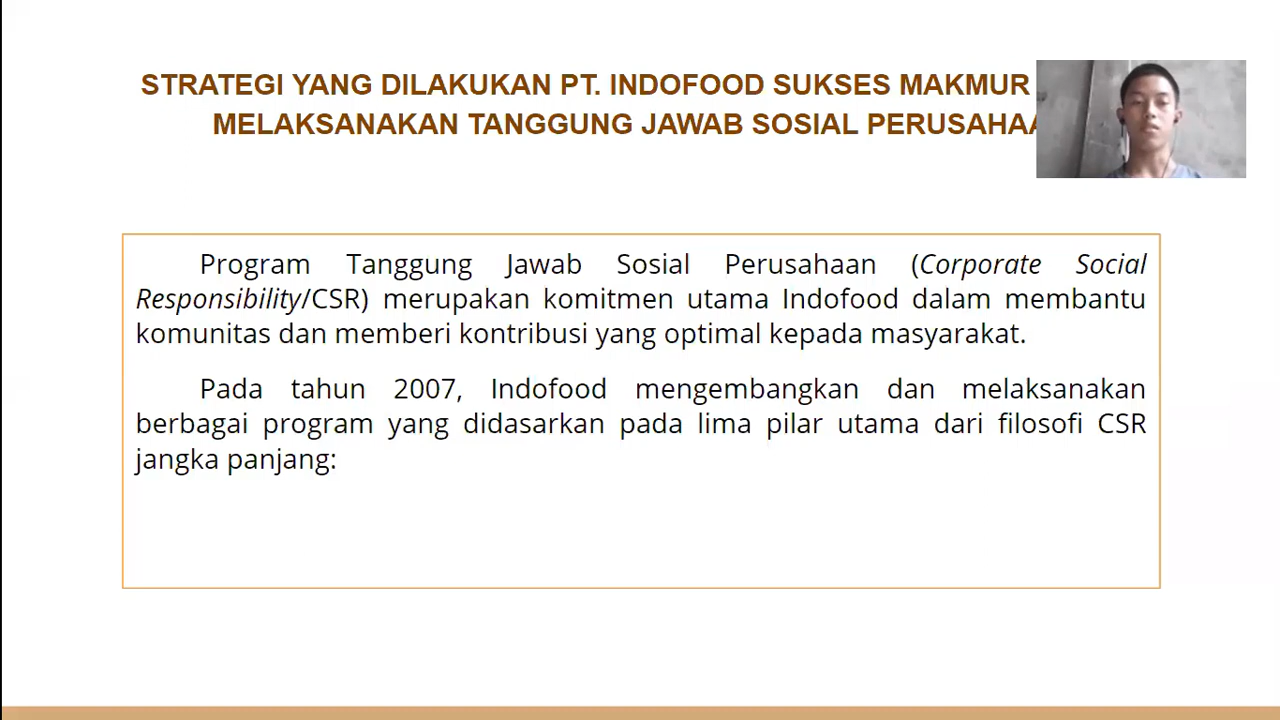 STRATEGI YANG DILAKUKAN PT. INDOFOOD SUKSES MAKMUR
MELAKSANAKAN TANGGUNG JAWAB SOSIAL
Program Tanggung Jawab Sosial Perusahaan (Corporate Social
Responsibility/CSR) merupakan komitmen utama Indofood dalam membantu
komunitas dan memberi kontribusi yang optimal kepada masyarakat.
Pada tahun 2007, Indofood mengembangkan dan melaksanakan
berbagai program yang didasarkan pada lima pilar utama dari filosofi CSR
jangka panjang: